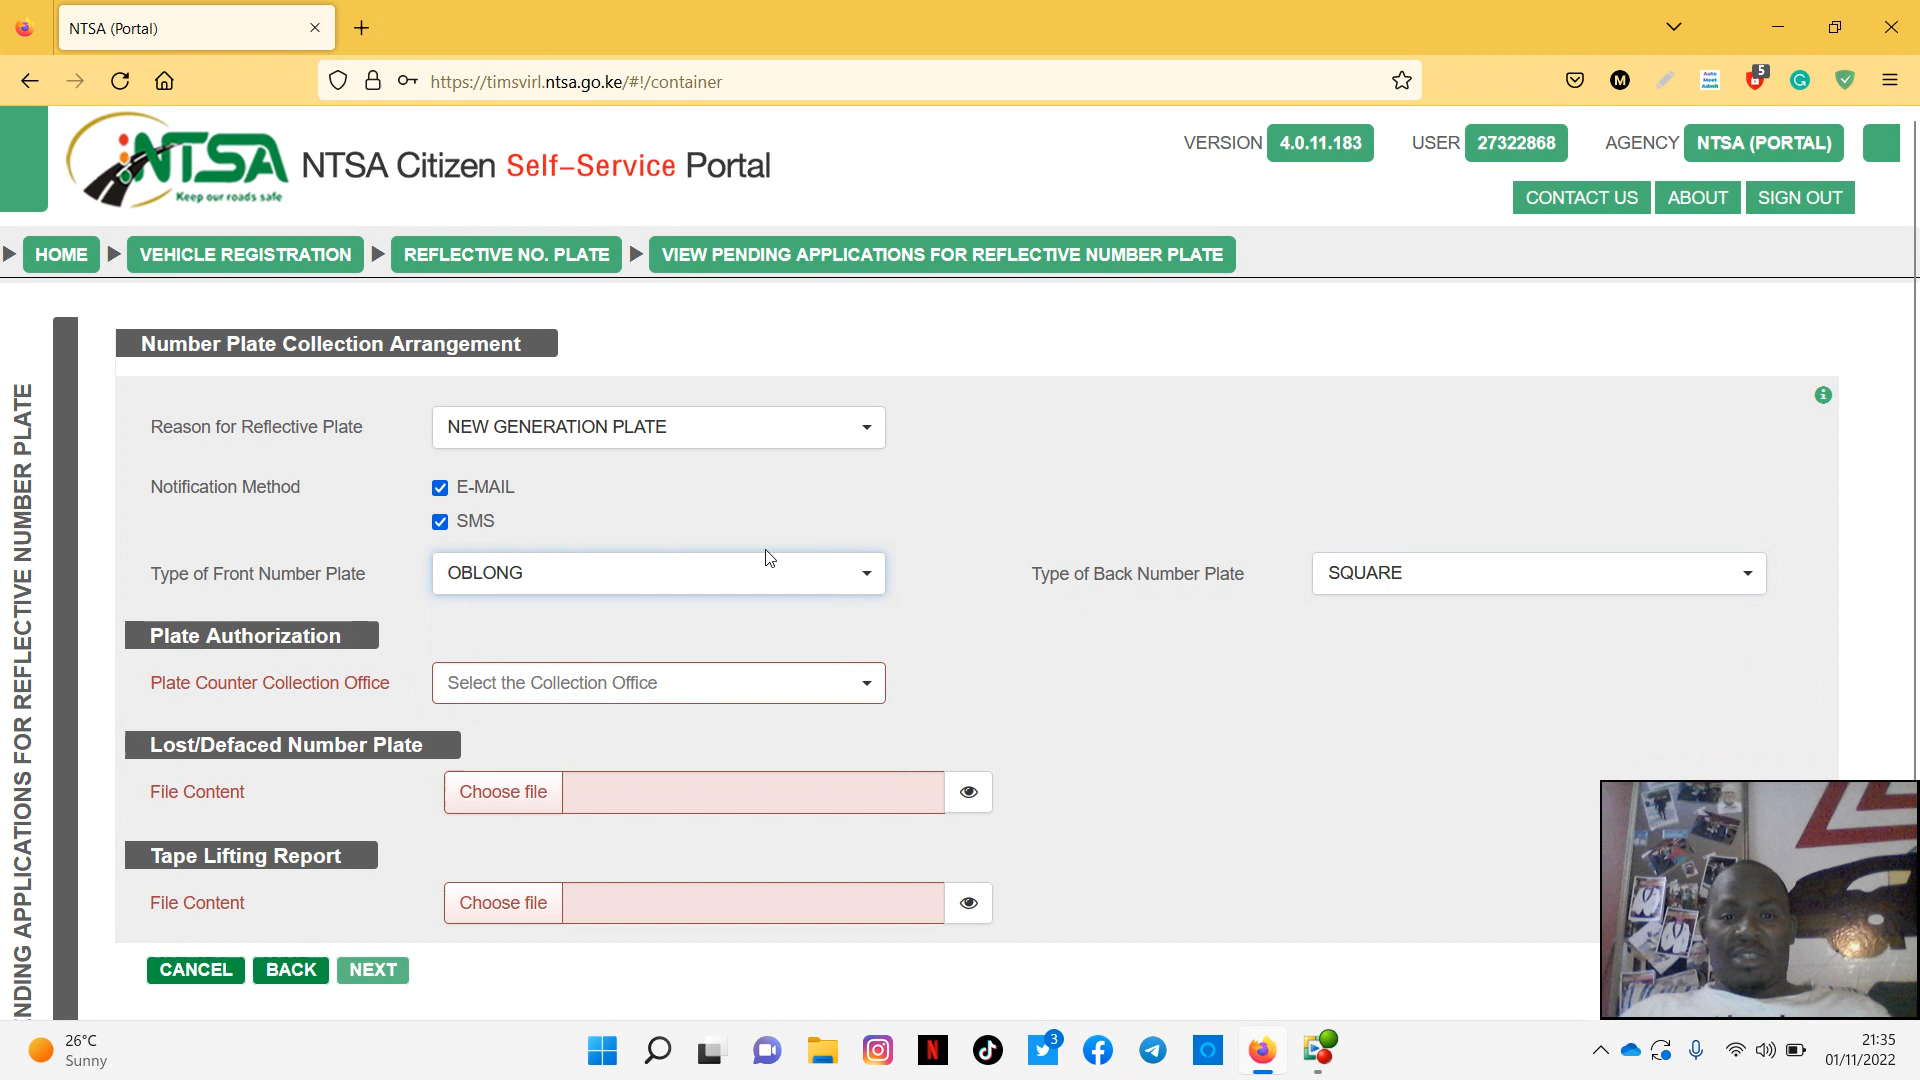 NTSA (Portal)
https://timsvirl.ntsa.go.ke/#!/container
M
Auto Meet Admit
5
NTSA
Keep our roads safe
NTSA Citizen Self-Service Portal
VERSION 4.0.11.183 USER 27322868 AGENCY NTSA (PORTAL)
CONTACT US ABOUT SIGN OUT
HOME VEHICLE REGISTRATION REFLECTIVE NO. PLATE VIEW PENDING APPLICATIONS FOR REFLECTIVE NUMBER PLATE
NDING APPLICATIONS FOR REFLECTIVE NUMBER PLATE
Number Plate Collection Arrangement
Reason for Reflective Plate NEW GENERATION PLATE
Notification Method E-MAIL
SMS
Type of Front Number Plate OBLONG Type of Back Number Plate SQUARE
Plate Authorization
Plate Counter Collection Office Select the Collection Office
Lost/Defaced Number Plate
File Content Choose file
Tape Lifting Report
File Content Choose file
CANCEL BACK NEXT
26°C
Sunny
3
21:35
01/11/2022